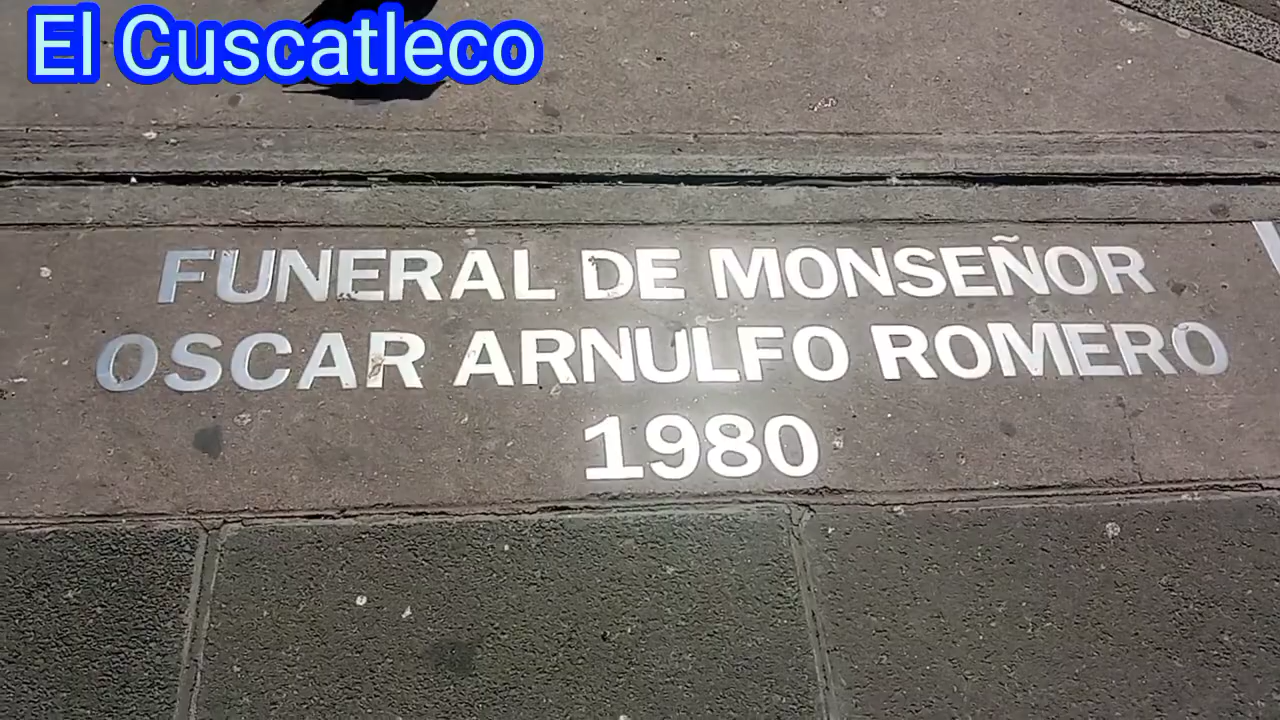 El Cuscatleco
FUNERAL DE MONSEÑOR
OSCAR ARNULFO ROMERO
1980